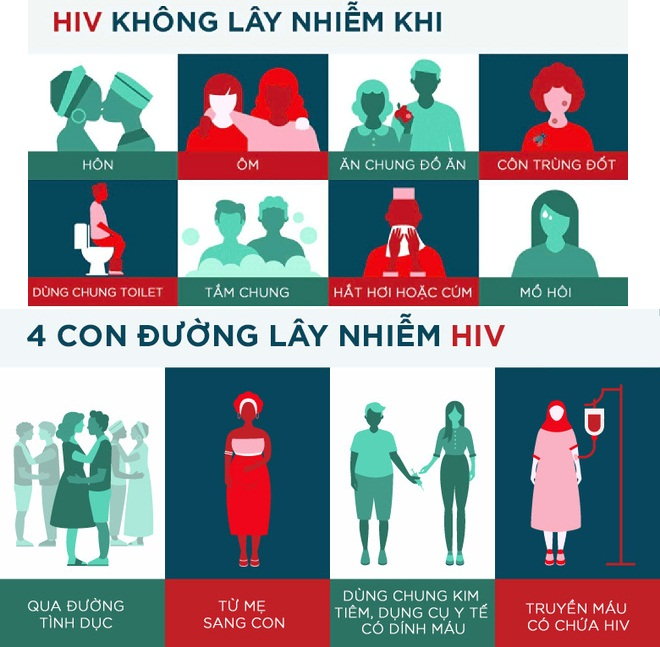 HIV KHÔNG LÂY NHIỄM KHI
HÔN
ÔM
ĂN CHUNG ĐỒ ĂN
CÔN TRÙNG ĐỐT
DÙNG CHUNG TOILET
TẮM CHUNG
HẮT HƠI HOẶC CÚM
MỒ HÔI
4 CON ĐƯỜNG LÂY NHIỄM HIV
QUA ĐƯỜNG
TÌNH DỤC
TỪ MẸ
SANG CON
DÙNG CHUNG KIM
TIÊM, DỤNG CỤ Y TẾ
CÓ DÍNH MÁU
TRUYỀN MÁU
CÓ CHỨA HIV